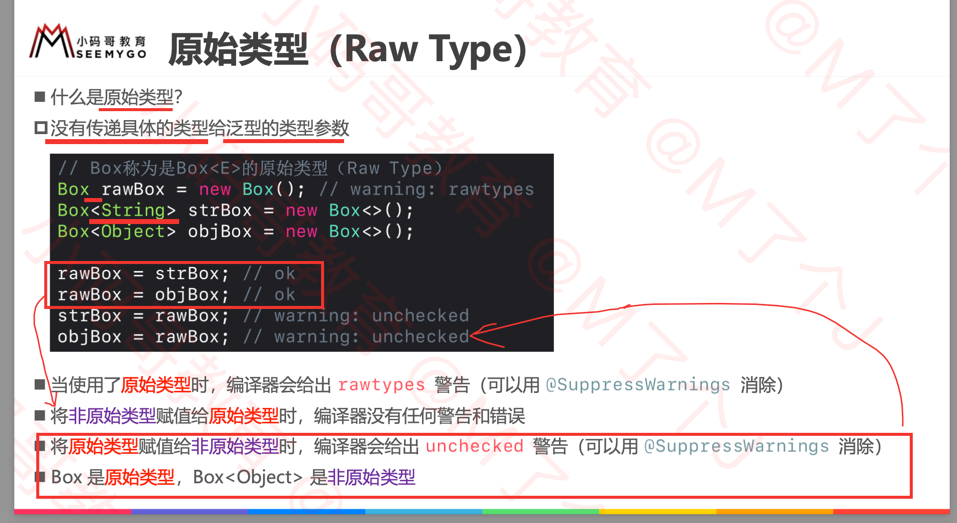 小码哥教育
SEEMYGO
原始类型（Raw Type）
什么是原始类型?
没有传递具体的类型给泛型的类型参数
// Box称为是Box<E>的原始类型（Raw Type）
Box rawBox = new Box(); // warning: rawtypes
Box<String> strBox = new Box<>();
Box<Object> objBox = new Box<>();
rawBox = strBox; // ok
rawBox = objBox; // ok
strBox = rawBox; // warning: unchecked
objBox = rawBox; // warning: unchecked
当使用了原始类型时，编译器会给出 rawtypes 警告（可以用 @SuppressWarnings 消除）
将非原始类型赋值给原始类型时，编译器没有任何警告和错误
将原始类型赋值给非原始类型时，编译器会给出 unchecked 警告（可以用 @SuppressWarnings 消除）
Box 是原始类型，Box<Object> 是非原始类型